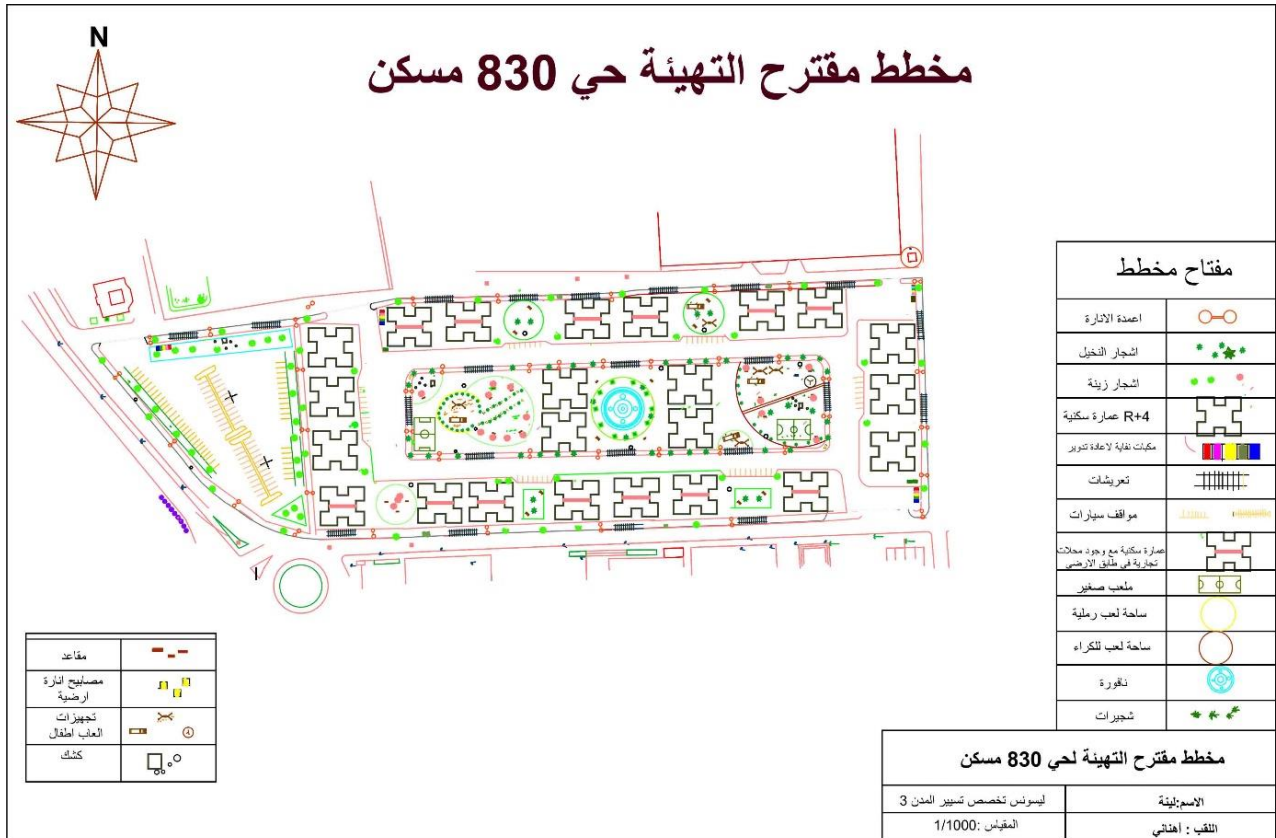 N
مخطط مقترح التهيئة حي 830 مسكن
مفتاح مخطط
اعمدة الانارة
اشجار النخيل
اشجار زينة
عمارة سكنية R+4
مكبات نفاية لاعادة تدوير
تعريشات
مواقف سيارات
عمارة سكنية مع وجود محلات
تجارية في طابق الارضي
ملعب صغير
ساحة لعب رملية
ساحة لعب للكراء
نافورة
شجيرات
مقاعد
مصابيح انارة
ارضية
تجهيزات
العاب اطفال
كشك
مخطط مقترح التهيئة لحي 830 مسكن
الاسم:لينة
ليسونس تخصص تسيير المدن 3
اللقب : أهناني
المقياس :1/1000